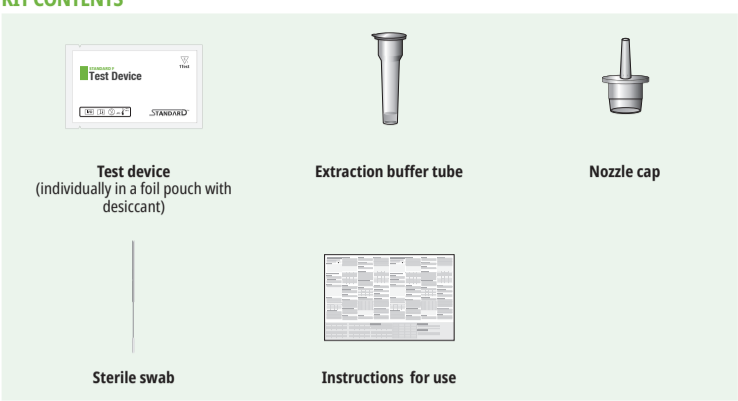 KIT CONTENTS
STANDARD F
Test Device
1Test
STANDARD
Test device
(individually in a foil pouch with
desiccant)
Extraction buffer tube
Nozzle cap
Sterile swab
Instructions for use